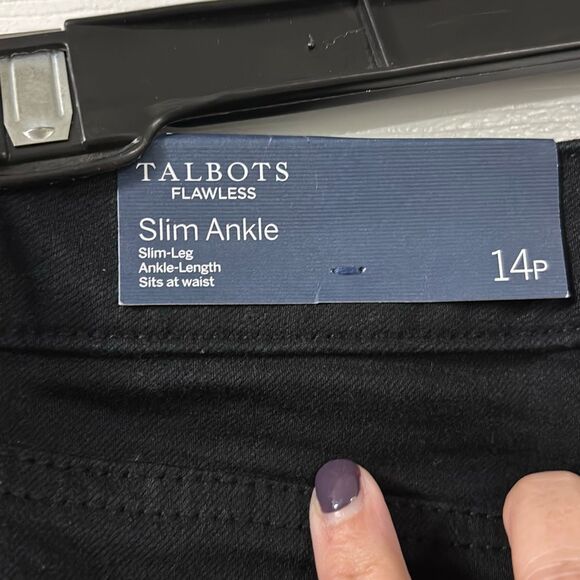 TALBOTS
FLAWLESS
Slim Ankle
Slim-Leg
Ankle-Length
Sits at waist
14P